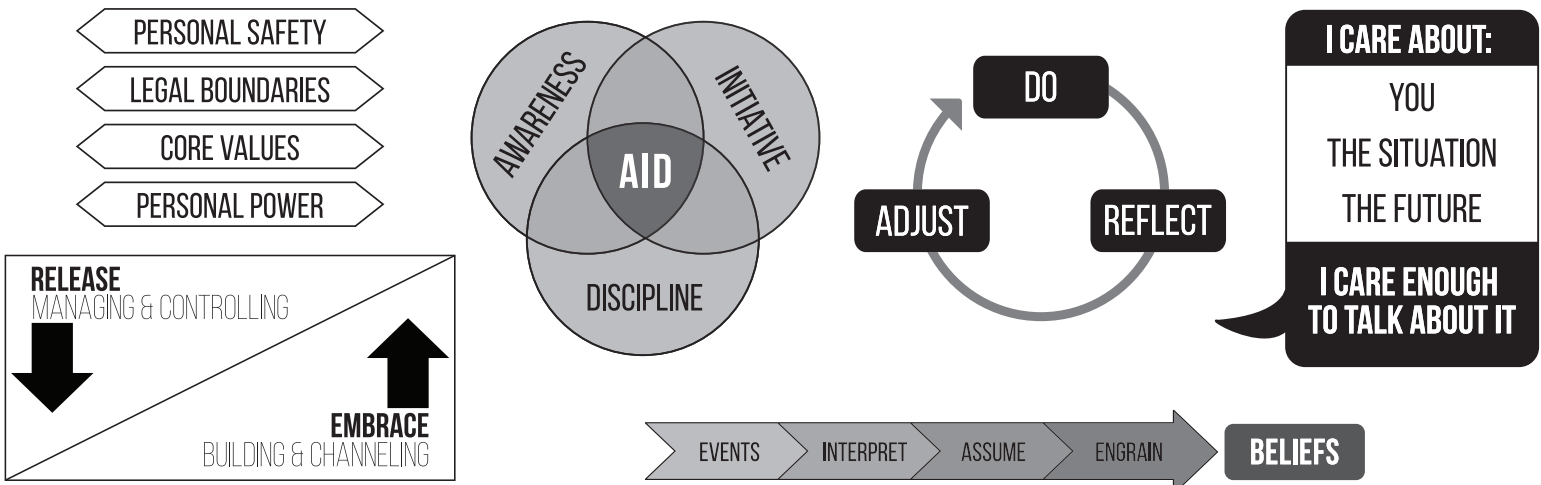 PERSONAL SAFETY
LEGAL BOUNDARIES
CORE VALUES
PERSONAL POWER
RELEASE
MANAGING & CONTROLLING
EMBRACE
BUILDING & CHANNELING
AWARENESS
INITIATIVE
AID
DISCIPLINE
DO
REFLECT
ADJUST
I CARE ABOUT:
YOU
THE SITUATION
THE FUTURE
I CARE ENOUGH
TO TALK ABOUT IT
EVENTS
INTERPRET
ASSUME
ENGRAIN
BELIEFS